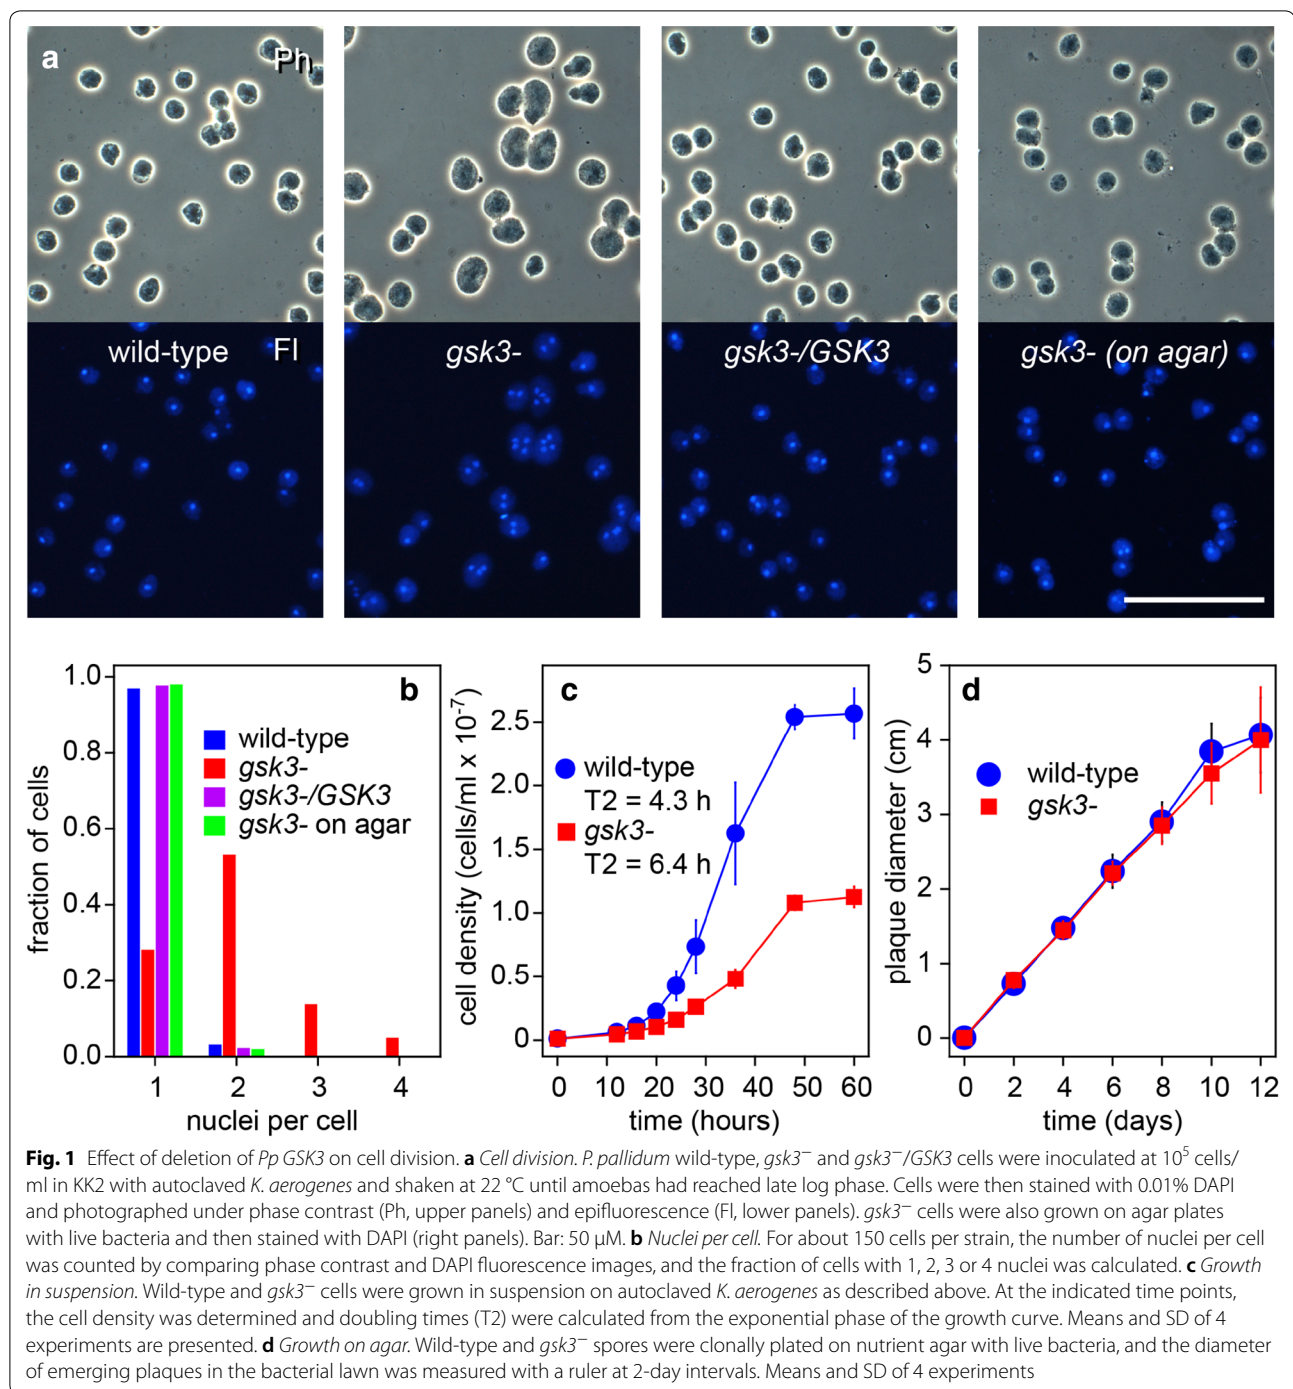 a
Ph
wild-type
Fl
gsk3-
gsk3-/GSK3
gsk3- (on agar)
b
1.0
0.8
0.6
0.4
0.2
0.0
fraction of cells
wild-type
gsk3-
gsk3-/GSK3
gsk3- on agar
1 2 3 4
nuclei per cell
c
2.5
2.0
1.5
1.0
0.5
0
cell density (cells/ml x 10⁻⁷)
wild-type
T2 = 4.3 h
gsk3-
T2 = 6.4 h
0 10 20 30 40 50 60
time (hours)
d
5
4
3
2
1
0
plaque diameter (cm)
wild-type
gsk3-
0 2 4 6 8 10 12
time (days)
Fig. 1 Effect of deletion of Pp GSK3 on cell division. a Cell division. P. pallidum wild-type, gsk3⁻ and gsk3⁻/GSK3 cells were inoculated at 10⁵ cells/
ml in KK2 with autoclaved K. aerogenes and shaken at 22 °C until amoebas had reached late log phase. Cells were then stained with 0.01% DAPI
and photographed under phase contrast (Ph, upper panels) and epifluorescence (Fl, lower panels). gsk3⁻ cells were also grown on agar plates
with live bacteria and then stained with DAPI (right panels). Bar: 50 μM. b Nuclei per cell. For about 150 cells per strain, the number of nuclei per cell
was counted by comparing phase contrast and DAPI fluorescence images, and the fraction of cells with 1, 2, 3 or 4 nuclei was calculated. c Growth
in suspension. Wild-type and gsk3⁻ cells were grown in suspension on autoclaved K. aerogenes as described above. At the indicated time points,
the cell density was determined and doubling times (T2) were calculated from the exponential phase of the growth curve. Means and SD of 4
experiments are presented. d Growth on agar. Wild-type and gsk3⁻ spores were clonally plated on nutrient agar with live bacteria, and the diameter
of emerging plaques in the bacterial lawn was measured with a ruler at 2-day intervals. Means and SD of 4 experiments